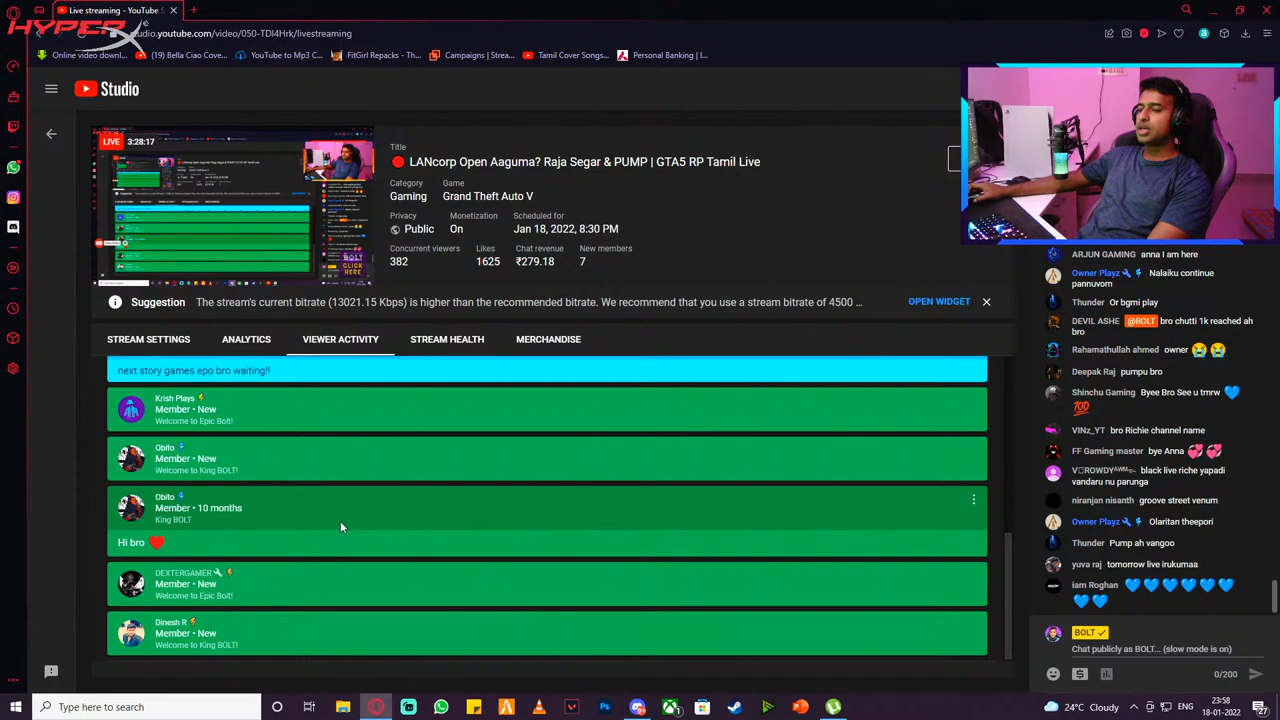 Live streaming - YouTube S
HYPERX
studio.youtube.com/video/050-TDI4Hrk/livestreaming
Online video downl...
(19) Bella Ciao Cove...
YouTube to Mp3 C...
FitGirl Repacks
Campaigns | Strea...
Tamil Cover Songs...
Personal Banking | I...
Studio
LIVE 3:28:17
Title
LANcorp Open Aaguma? Raja Segar & PUMP | GTA5 RP Tamil Live
Category
Gaming
Game
Grand Theft Auto V
Privacy
Public
Monetization
On
Scheduled for
Jan 18, 2022, 8:30 PM
Concurrent viewers
382
Likes
1625
Chat revenue
₹279.18
New members
7
BOLT
CLICK
HERE
Suggestion The stream's current bitrate (13021.15 Kbps) is higher than the recommended bitrate. We recommend that you use a stream bitrate of 4500 ...
OPEN WIDGET
STREAM SETTINGS ANALYTICS VIEWER ACTIVITY STREAM HEALTH MERCHANDISE
next story games epo bro waiting!!
Krish Plays
Member • New
Welcome to Epic Bolt!
Obito
Member • New
Welcome to King BOLT!
Obito
Member • 10 months
King BOLT
Hi bro ❤️
DEXTERGAMER
Member • New
Welcome to Epic Bolt!
Dinesh R
Member • New
Welcome to King BOLT!
ARJUN GAMING anna I am here
Owner Playz Nalaiku continue
pannuvom
Thunder Or bgmi play
DEVIL ASHE @BOLT bro chutti 1k reached ah
bro
Rahamathullah ahmed owner 😭😭
Deepak Raj pumpu bro
Shinchu Gaming Byee Bro See u tmrw 💙
💯
VINz_YT bro Richie channel name
FF Gaming master bye Anna 💞💞
black live riche yapadi
vandaru nu parunga
niranjan nisanth groove street venum
Owner Playz Olaritan theepori
Thunder Pump ah vangoo
yuva raj tomorrow live irukumaa
iam Roghan 💙💙💙💙💙💙
💙💙
BOLT
Chat publicly as BOLT... (slow mode is on)
0/200
Type here to search
24°C Cloudy
ENG
23:58
18-01-2022
27